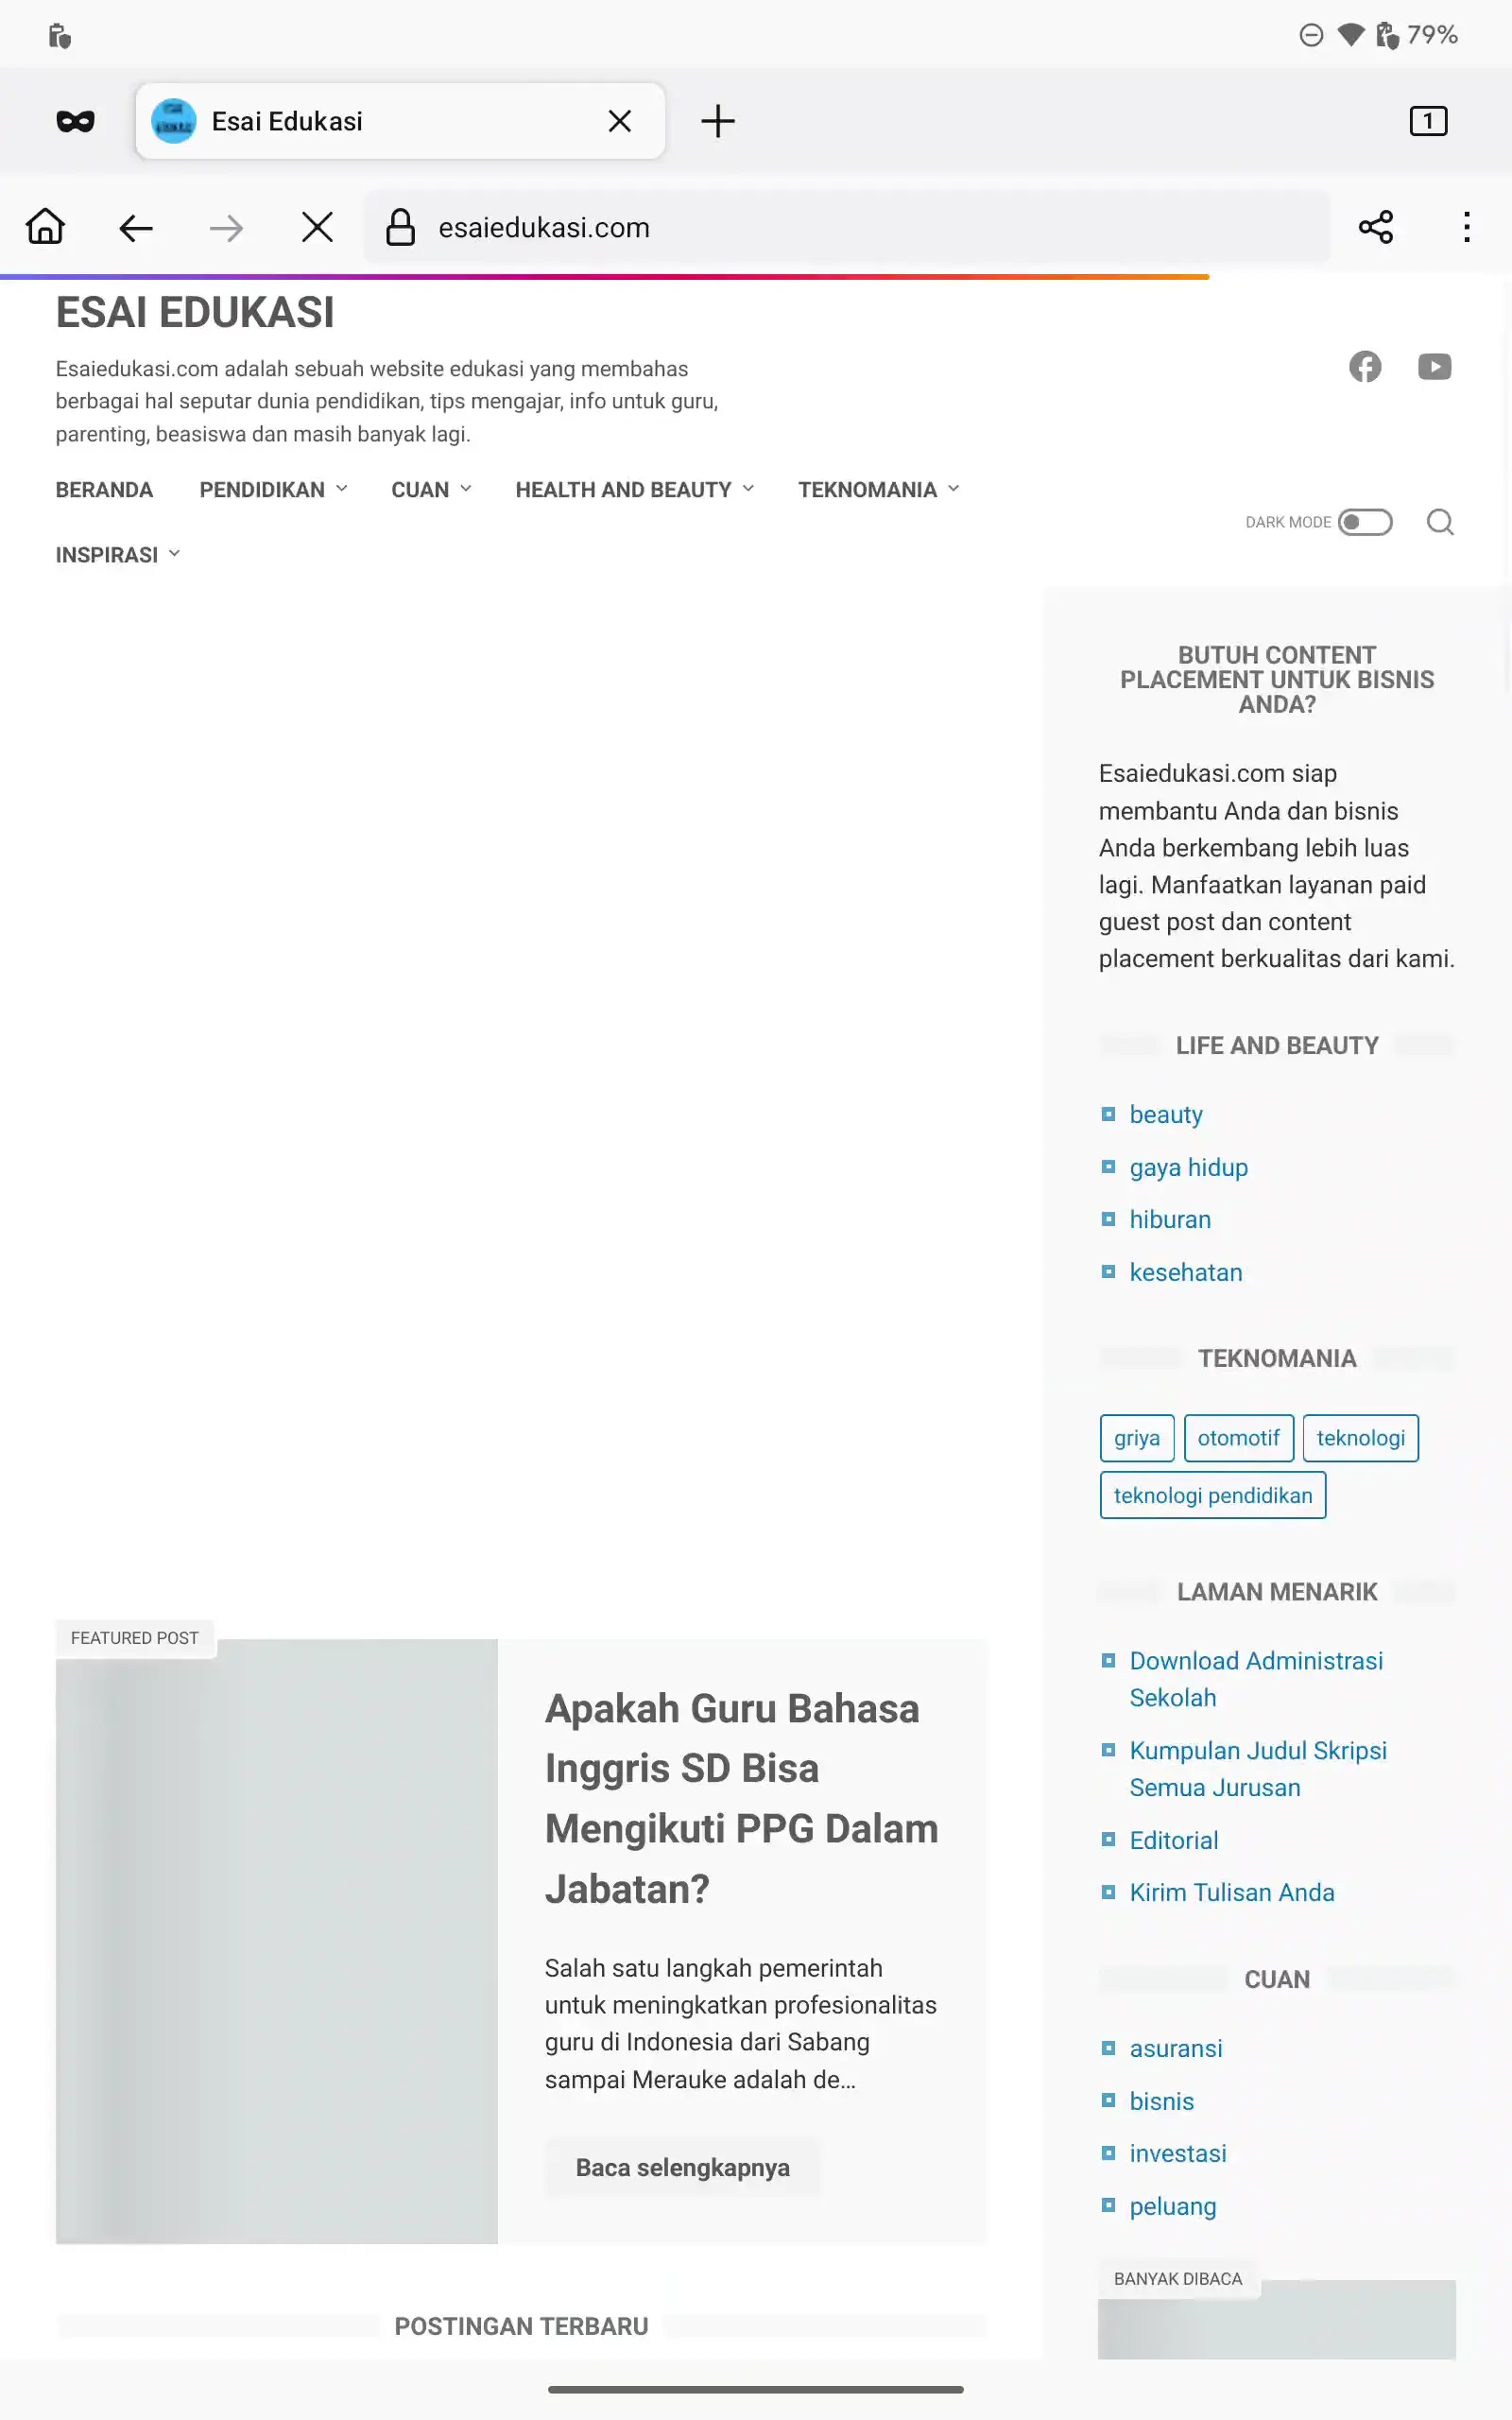 79%
Esai Edukasi
1
esaiedukasi.com
ESAI EDUKASI
Esaiedukasi.com adalah sebuah website edukasi yang membahas
berbagai hal seputar dunia pendidikan, tips mengajar, info untuk guru,
parenting, beasiswa dan masih banyak lagi.
BERANDA
PENDIDIKAN
CUAN
HEALTH AND BEAUTY
TEKNOMANIA
INSPIRASI
DARK MODE
FEATURED POST
Apakah Guru Bahasa
Inggris SD Bisa
Mengikuti PPG Dalam
Jabatan?
Salah satu langkah pemerintah
untuk meningkatkan profesionalitas
guru di Indonesia dari Sabang
sampai Merauke adalah de...
Baca selengkapnya
POSTINGAN TERBARU
BUTUH CONTENT
PLACEMENT UNTUK BISNIS
ANDA?
Esaiedukasi.com siap
membantu Anda dan bisnis
Anda berkembang lebih luas
lagi. Manfaatkan layanan paid
guest post dan content
placement berkualitas dari kami.
LIFE AND BEAUTY
beauty
gaya hidup
hiburan
kesehatan
TEKNOMANIA
griya
otomotif
teknologi
teknologi pendidikan
LAMAN MENARIK
Download Administrasi
Sekolah
Kumpulan Judul Skripsi
Semua Jurusan
Editorial
Kirim Tulisan Anda
CUAN
asuransi
bisnis
investasi
peluang
BANYAK DIBACA